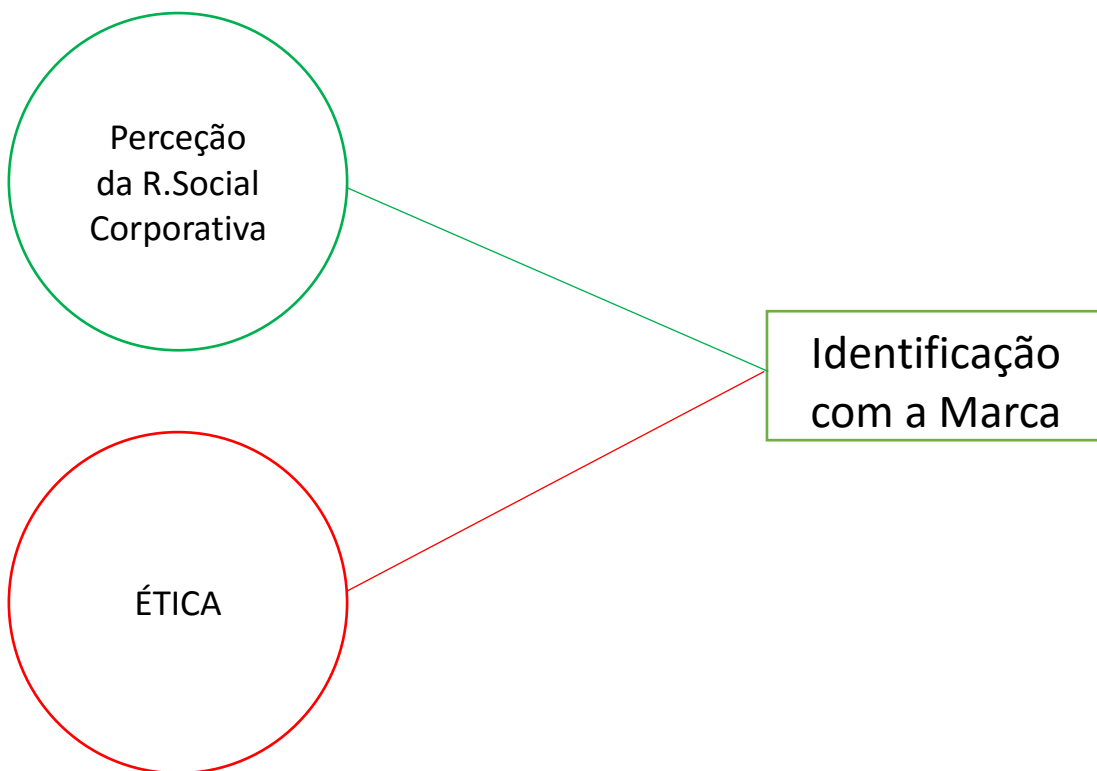 Perceção
da R.Social
Corporativa
Identificação
com a Marca
ÉTICA